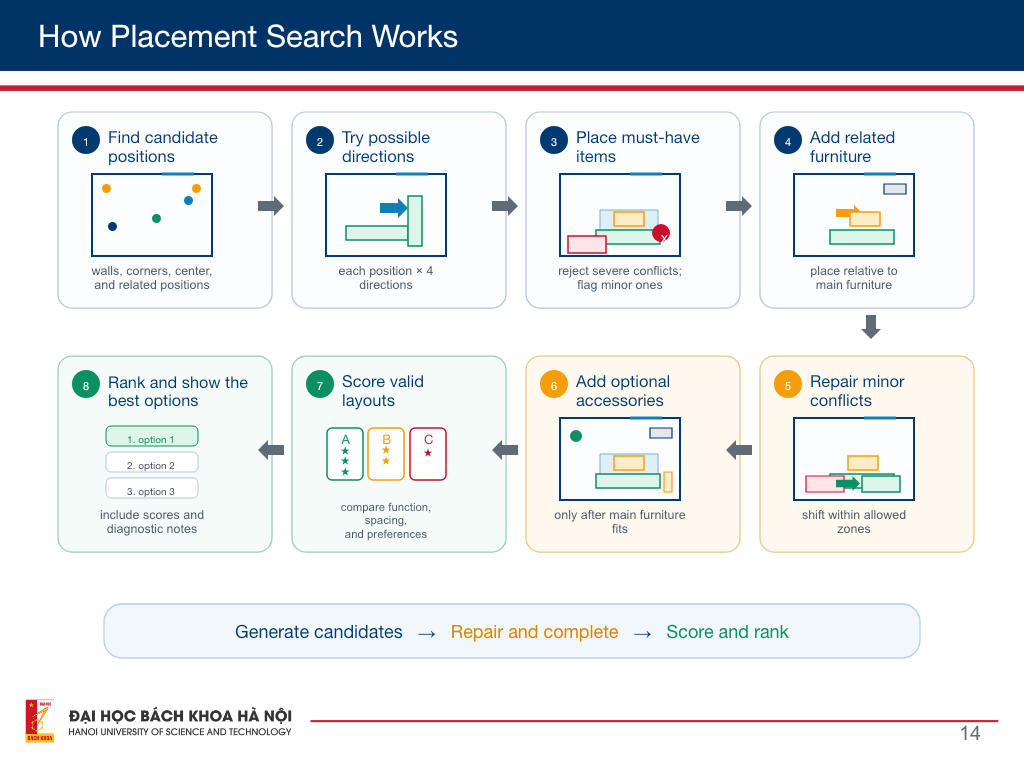 How Placement Search Works
1
Find candidate
positions
walls, corners, center,
and related positions
2
Try possible
directions
each position × 4
directions
3
Place must-have
items
x
reject severe conflicts;
flag minor ones
4
Add related
furniture
place relative to
main furniture
8
Rank and show the
best options
1. option 1
2. option 2
3. option 3
include scores and
diagnostic notes
7
Score valid
layouts
A
B
C
compare function,
spacing,
and preferences
6
Add optional
accessories
only after main furniture
fits
5
Repair minor
conflicts
shift within allowed
zones
Generate candidates → Repair and complete → Score and rank
BÁCH KHOA
ĐẠI HỌC BÁCH KHOA HÀ NỘI
HANOI UNIVERSITY OF SCIENCE AND TECHNOLOGY
14